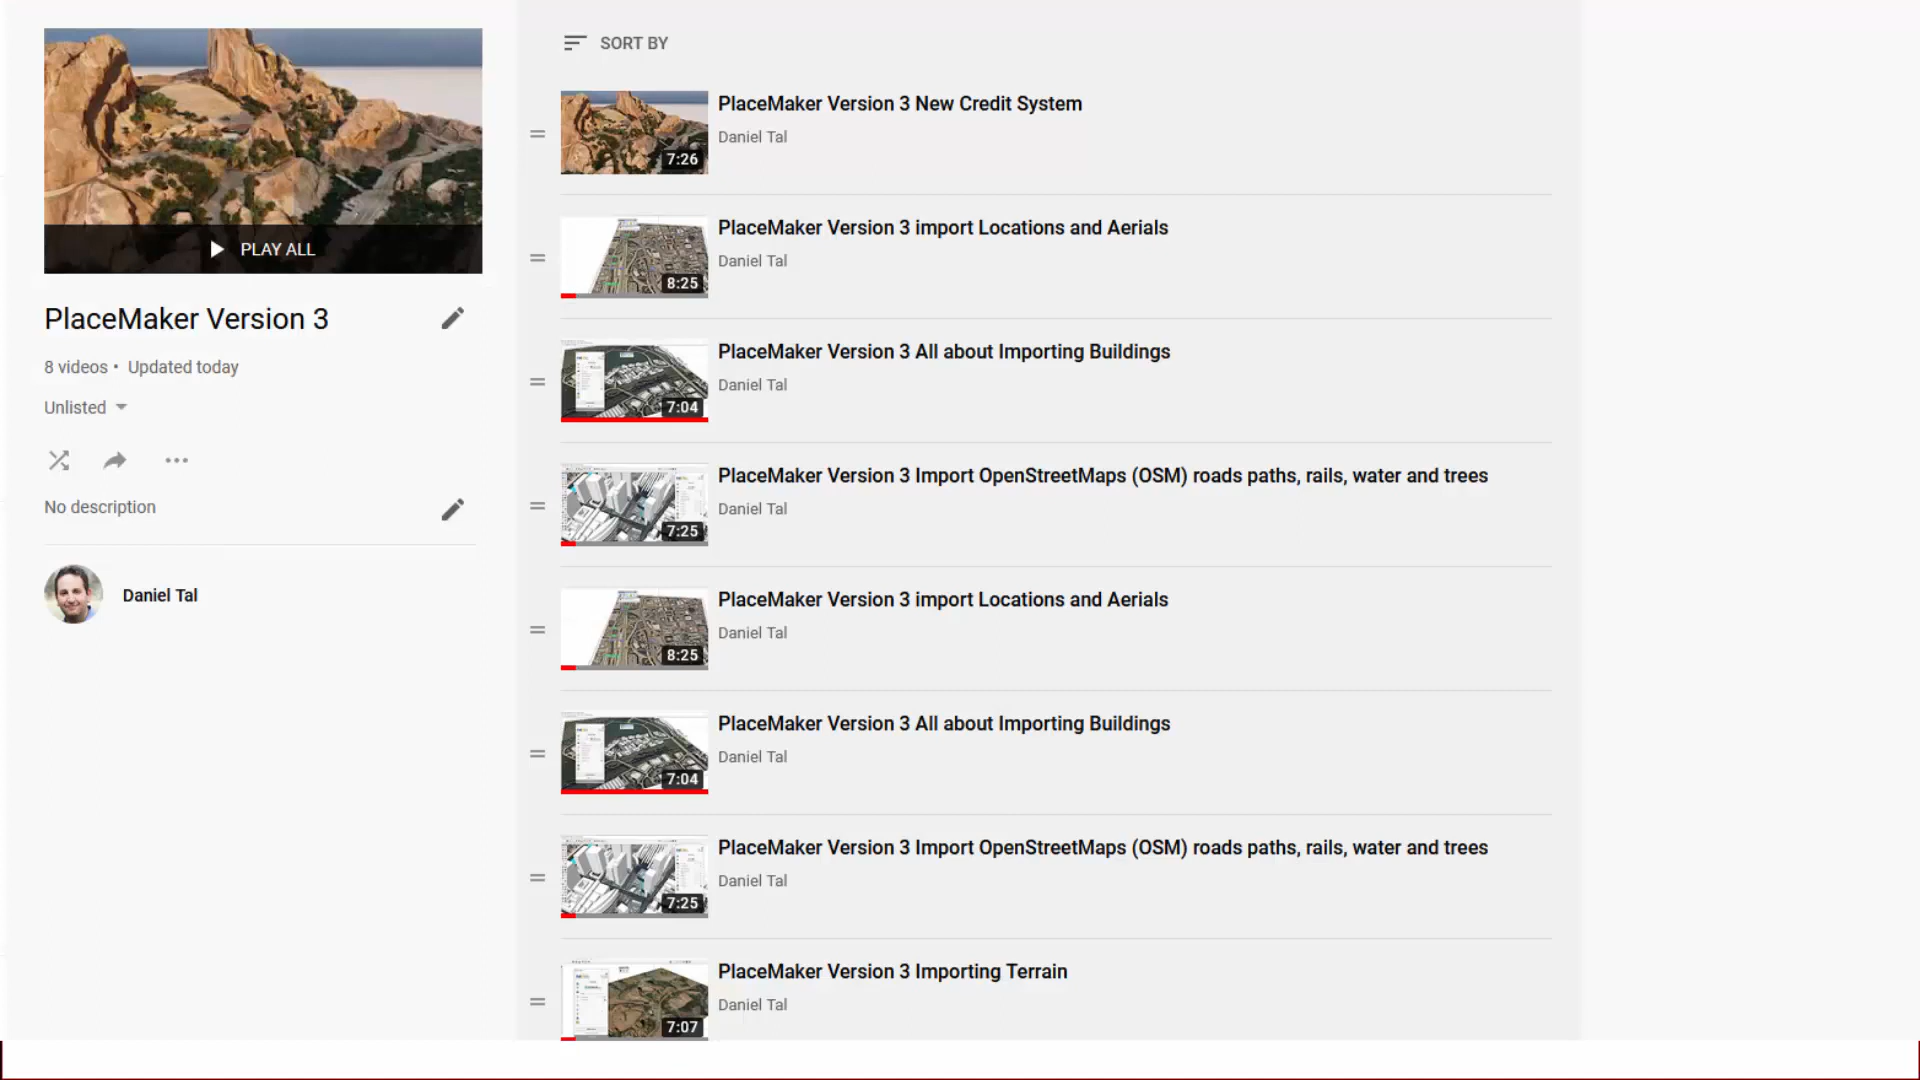 PLAY ALL
PlaceMaker Version 3
8 videos • Updated today
Unlisted
No description
Daniel Tal
SORT BY
PlaceMaker Version 3 New Credit System
Daniel Tal
7:26
PlaceMaker Version 3 import Locations and Aerials
Daniel Tal
8:25
PlaceMaker Version 3 All about Importing Buildings
Daniel Tal
7:04
PlaceMaker Version 3 Import OpenStreetMaps (OSM) roads paths, rails, water and trees
Daniel Tal
7:25
PlaceMaker Version 3 import Locations and Aerials
Daniel Tal
8:25
PlaceMaker Version 3 All about Importing Buildings
Daniel Tal
7:04
PlaceMaker Version 3 Import OpenStreetMaps (OSM) roads paths, rails, water and trees
Daniel Tal
7:25
PlaceMaker Version 3 Importing Terrain
Daniel Tal
7:07